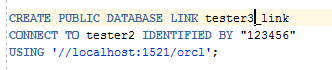 CREATE PUBLIC DATABASE LINK tester3_link
CONNECT TO tester2 IDENTIFIED BY "123456"
USING '//localhost:1521/orcl';